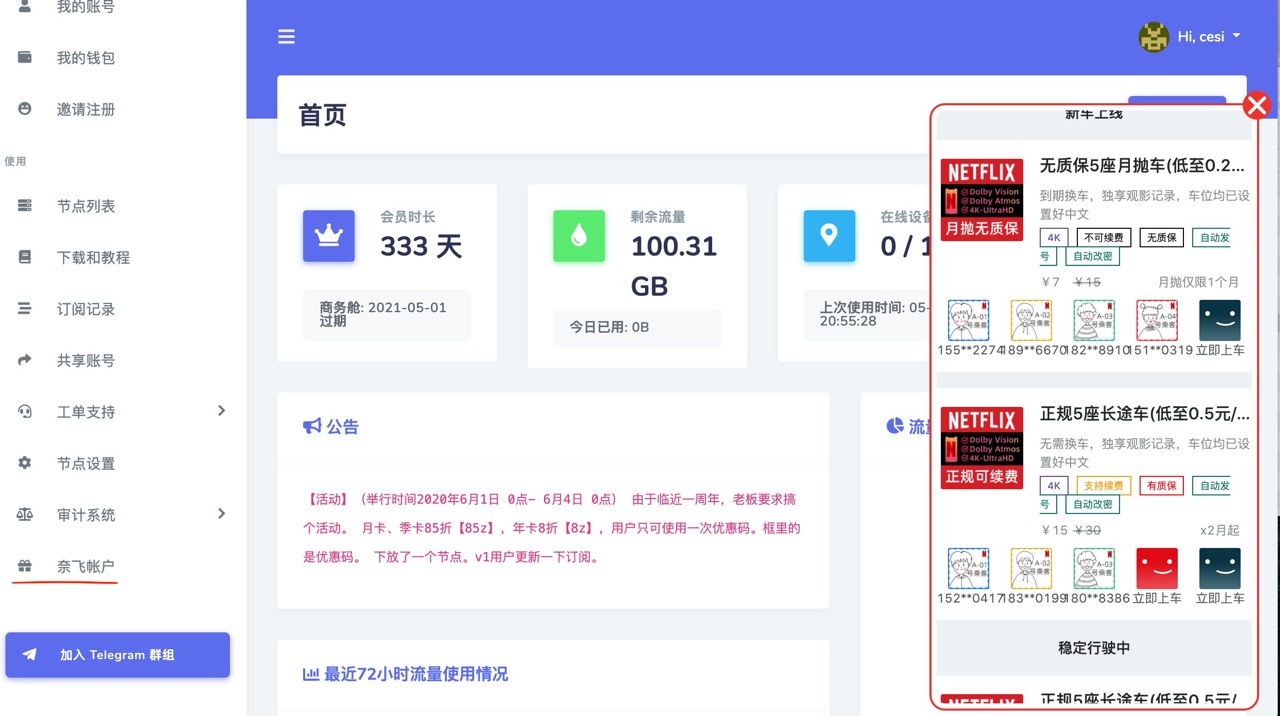 我的账号
我的钱包
邀请注册
使用
节点列表
下载和教程
订阅记录
共享账号
工单支持
节点设置
审计系统
奈飞帐户
加入 Telegram 群组
Hi, cesi
首页
会员时长
333 天
商务舱: 2021-05-01
过期
剩余流量
100.31
GB
今日已用: 0B
在线设备
0 / 1
上次使用时间: 05-
20:55:28
公告
【活动】（举行时间2020年6月1日 0点– 6月4日 0点） 由于临近一周年，老板要求搞
个活动。 月卡、季卡85折【85z】，年卡8折【8z】，用户只可使用一次优惠码。框里的
是优惠码。 下放了一个节点。v1用户更新一下订阅。
流量
最近72小时流量使用情况
新车上线
NETFLIX
Dolby Vision
Dolby Atmos
4K-UltraHD
月抛无质保
无质保5座月抛车(低至0.2...
到期换车，独享观影记录，车位均已设
置好中文
4K 不可续费 无质保 自动发
号 自动改密
￥7 ￥15 月抛仅限1个月
A-01
号乘客
A-02
号乘客
A-03
号乘客
A-04
号乘客
155**2274 189**6670 182**8910 151**0319 立即上车
NETFLIX
Dolby Vision
Dolby Atmos
4K-UltraHD
正规可续费
正规5座长途车(低至0.5元/...
无需换车，独享观影记录，车位均已设
置好中文
4K 支持续费 有质保 自动发
号 自动改密
￥15 ￥30 x2月起
A-01
号乘客
A-02
号乘客
A-03
号乘客
152**0417 183**0199 180**8386 立即上车 立即上车
稳定行驶中
NETFLIX
正规5座长途车(低至0.5元/